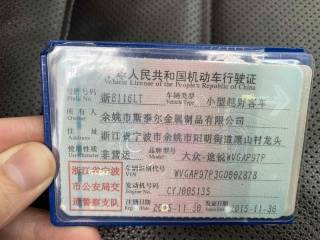 中华人民共和国机动车行驶证
Vehicle License of the People's Republic of China
号牌号码 浙B116LT 车辆类型 小型越野客车
Plate No Vehicle Type
所有人 余姚市斯泰尔金属制品有限公司
住址 浙江省宁波市余姚市阳明街道
使用性质 非营运 品牌型号 大众-途锐WVGAP97P
浙江省宁波市公安局交通警察支队
车辆识别代号 WVGAP97P3GD002878
VIN
发动机号码 CYJ005135
Engine No.
注册日期 2015-11-30 发证日期 2015-11-30